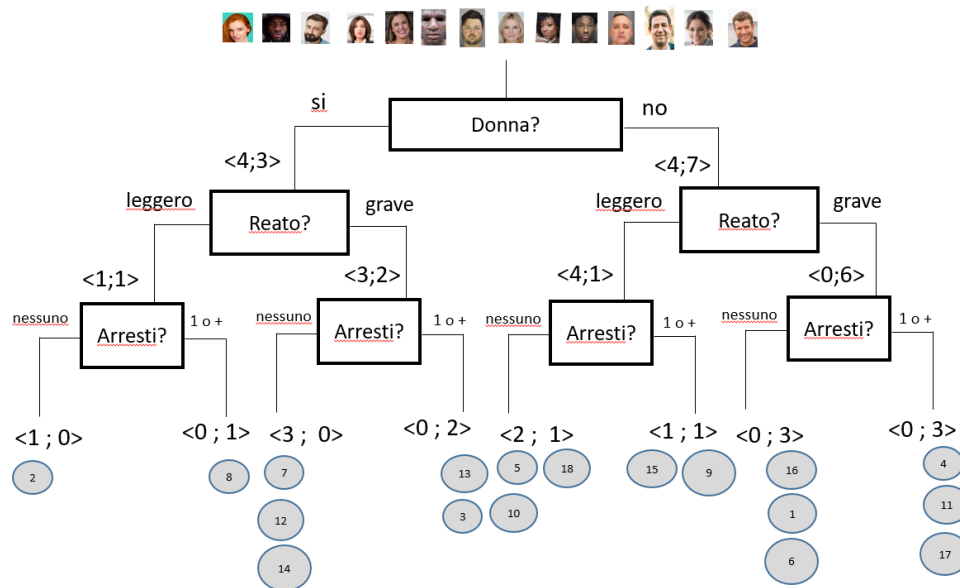 Donna?
si
no
<4;3>
<4;7>
leggero
Reato?
grave
leggero
Reato?
grave
<1;1>
<3;2>
<4;1>
<0;6>
nessuno
Arresti?
1 o +
nessuno
Arresti?
1 o +
nessuno
Arresti?
1 o +
nessuno
Arresti?
1 o +
<1 ; 0>
<0 ; 1>
<3 ; 0>
<0 ; 2>
<2 ; 1>
<1 ; 1>
<0 ; 3>
<0 ; 3>
2
8
7
12
14
13
3
5
18
10
15
9
16
1
6
4
11
17